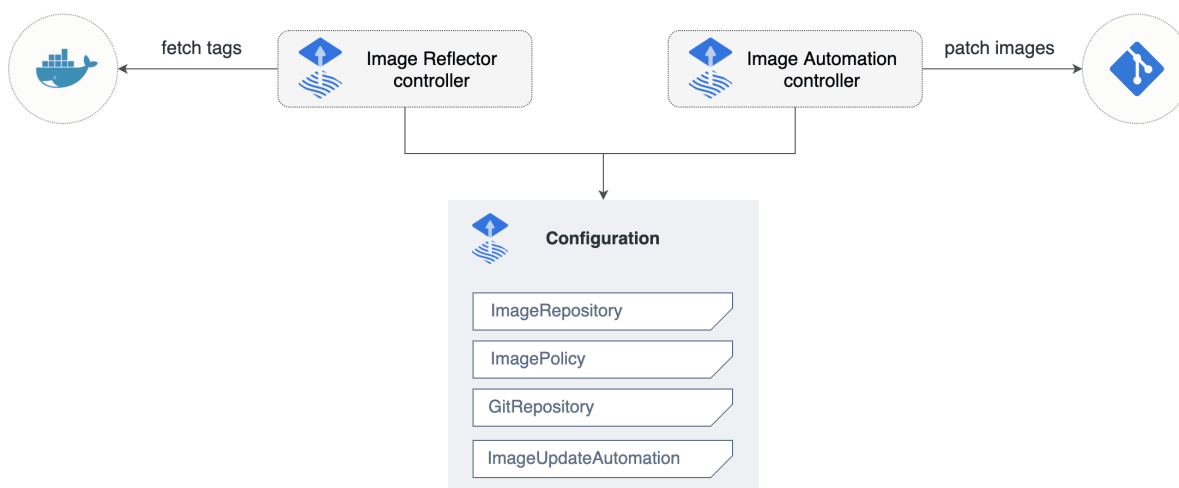 fetch tags
Image Reflector
controller
Image Automation
controller
patch images
Configuration
ImageRepository
ImagePolicy
GitRepository
ImageUpdateAutomation